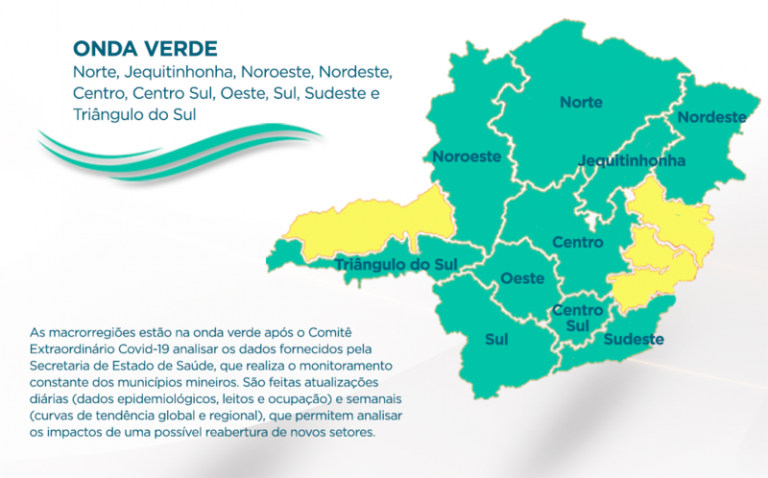 ONDA VERDE
Norte, Jequitinhonha, Noroeste, Nordeste,
Centro, Centro Sul, Oeste, Sul, Sudeste e
Triângulo do Sul
Norte
Nordeste
Noroeste
Jequitinhonha
Centro
Triângulo do Sul
Oeste
Centro
Sul
Sul
Sudeste
As macrorregiões estão na onda verde após o Comitê
Extraordinário Covid-19 analisar os dados fornecidos pela
Secretaria de Estado de Saúde, que realiza o monitoramento
constante dos municípios mineiros. São feitas atualizações
diárias (dados epidemiológicos, leitos e ocupação) e semanais
(curvas de tendência global e regional), que permitem analisar
os impactos de uma possível reabertura de novos setores.